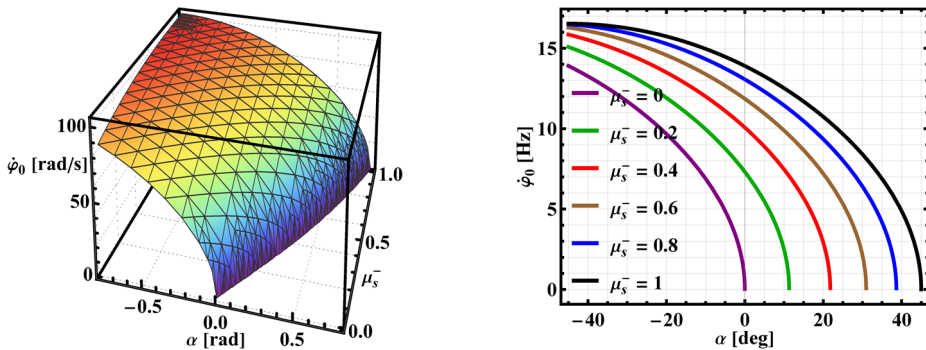 100
φ̇₀ [rad/s]
50
0
−0.5
0.0
0.5
α [rad]
0.0
0.5
1.0
μₛ⁻
15
10
5
0
φ̇₀ [Hz]
μₛ⁻ = 0
μₛ⁻ = 0.2
μₛ⁻ = 0.4
μₛ⁻ = 0.6
μₛ⁻ = 0.8
μₛ⁻ = 1
−40 −20 0 20 40
α [deg]